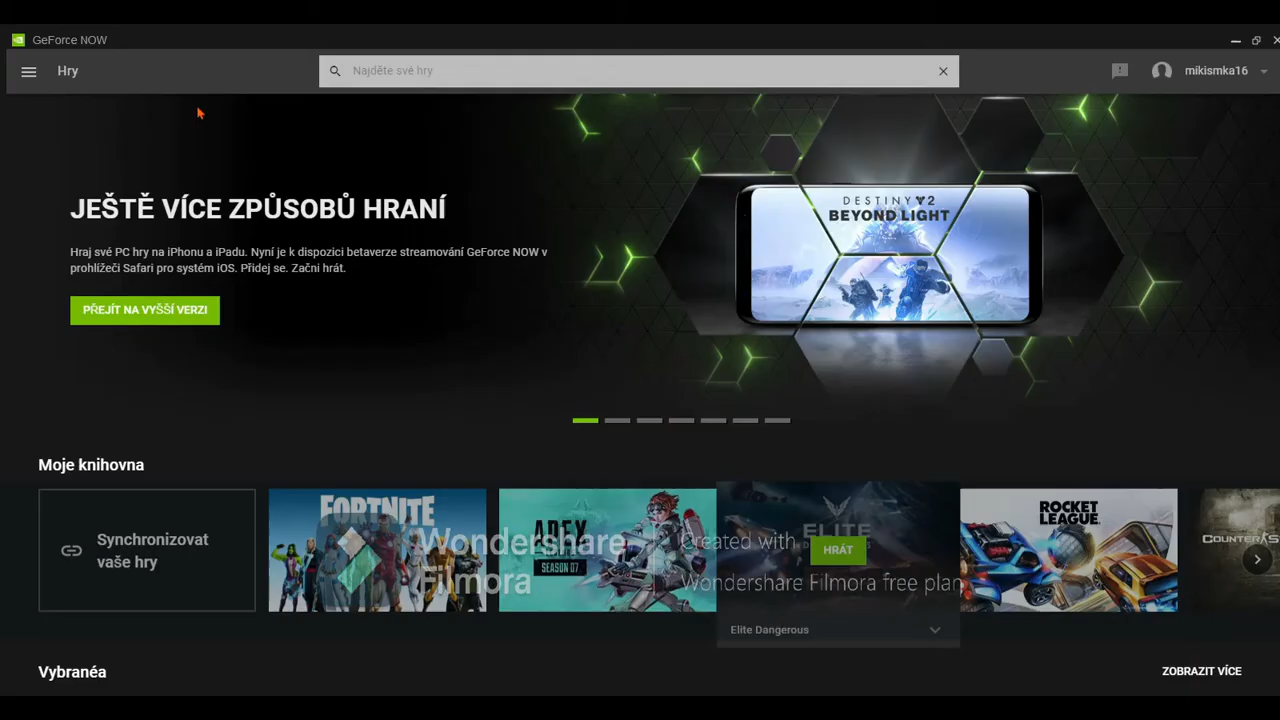 GeForce NOW
Hry
Najděte své hry
mikismka16
JEŠTĚ VÍCE ZPŮSOBŮ HRANÍ
Hraj své PC hry na iPhonu a iPadu. Nyní je k dispozici betaverze streamování GeForce NOW v
prohlížeči Safari pro systém iOS. Přidej se. Začni hrát.
PŘEJÍT NA VYŠŠÍ VERZI
DESTINY 2
BEYOND LIGHT
Moje knihovna
Synchronizovat
vaše hry
FORTNITE
APEX
SEASON 07
ELITE
HRÁT
Elite Dangerous
ROCKET
LEAGUE
COUNTER S
Wondershare
Filmora
Created with
Wondershare Filmora free plan
Vybranéa
ZOBRAZIT VÍCE